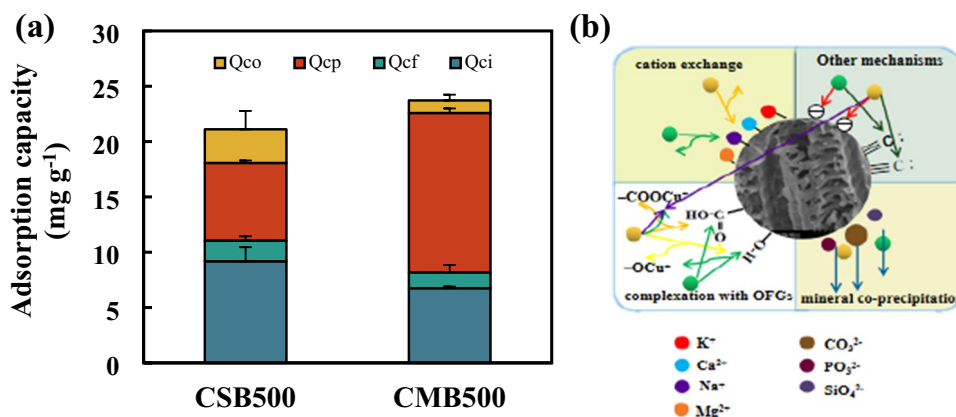 (a)
30
25
20
15
10
5
0
Adsorption capacity
(mg g⁻¹)
Qco Qcp Qcf Qci
CSB500 CMB500
(b)
cation exchange
Other mechanisms
C
C
–COOCu⁺
HO-C
O
H-O
–OCu⁺
complexation with OFGs
mineral co-precipitation
K⁺
Ca²⁺
Na⁺
Mg²⁺
CO₃²⁻
PO₃²⁻
SiO₄²⁻